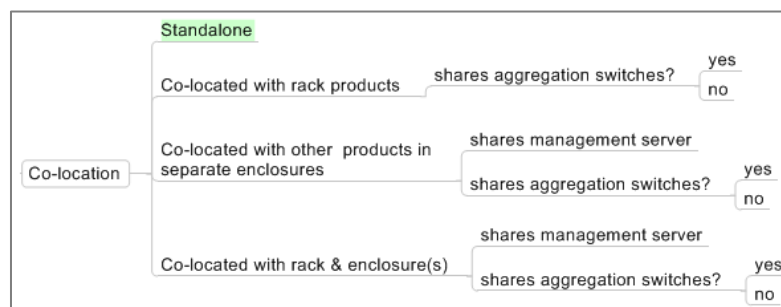 Standalone
Co-located with rack products
shares aggregation switches?
yes
no
Co-location
Co-located with other products in
separate enclosures
shares management server
shares aggregation switches?
yes
no
Co-located with rack & enclosure(s)
shares management server
shares aggregation switches?
yes
no